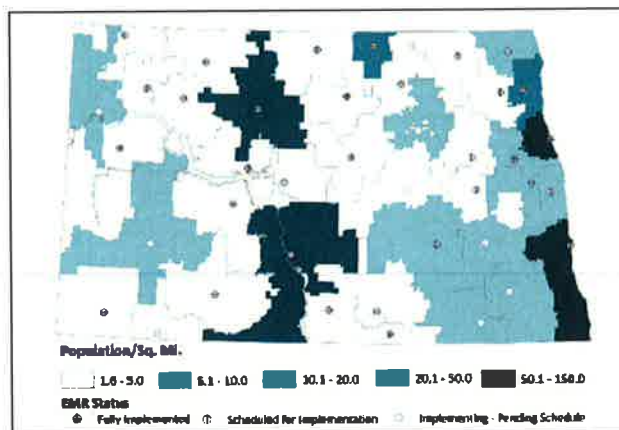 Population/Sq. Mi.
1.6 - 5.0 5.1 - 10.0 10.1 - 20.0 20.1 - 50.0 50.1 - 150.0
EMR Status
Fully Implemented Scheduled for Implementation Implementing - Pending Schedule